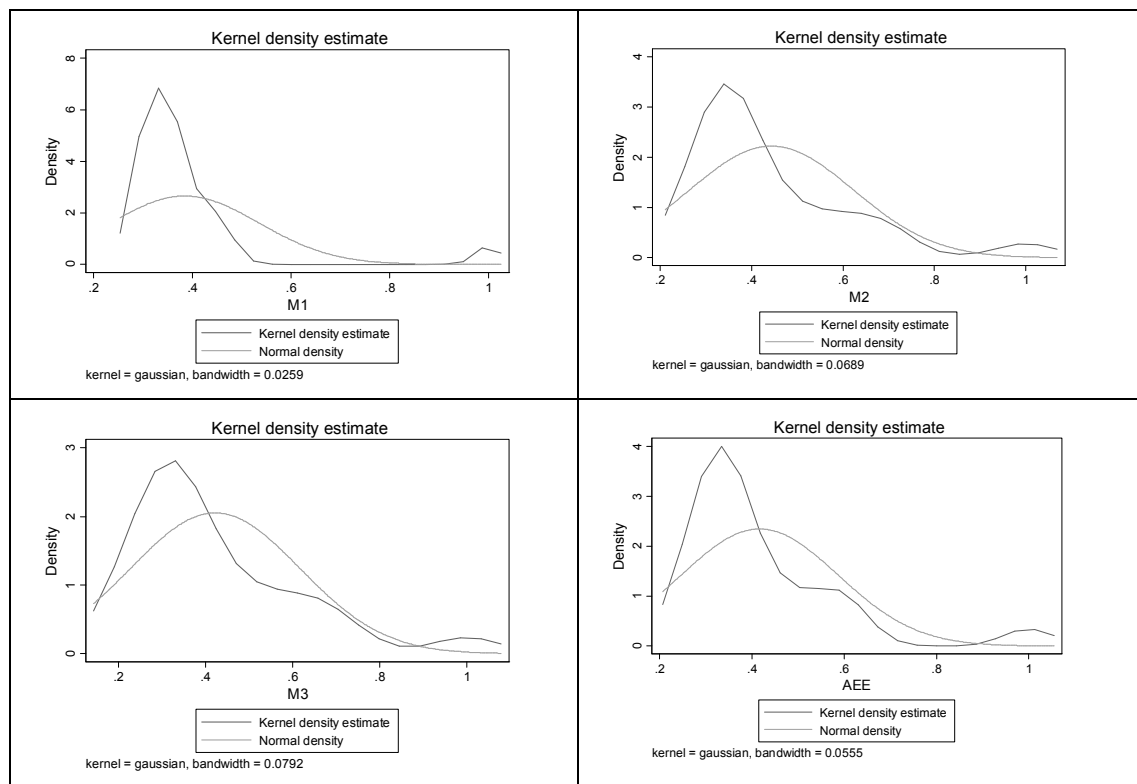 Kernel density estimate
8
6
4
2
0
Density
.2 .4 .6 .8 1
M1
Kernel density estimate
Normal density
kernel = gaussian, bandwidth = 0.0259
Kernel density estimate
4
3
2
1
0
Density
.2 .4 .6 .8 1
M2
Kernel density estimate
Normal density
kernel = gaussian, bandwidth = 0.0689
Kernel density estimate
3
2
1
0
Density
.2 .4 .6 .8 1
M3
Kernel density estimate
Normal density
kernel = gaussian, bandwidth = 0.0792
Kernel density estimate
4
3
2
1
0
Density
.2 .4 .6 .8 1
AEE
Kernel density estimate
Normal density
kernel = gaussian, bandwidth = 0.0555